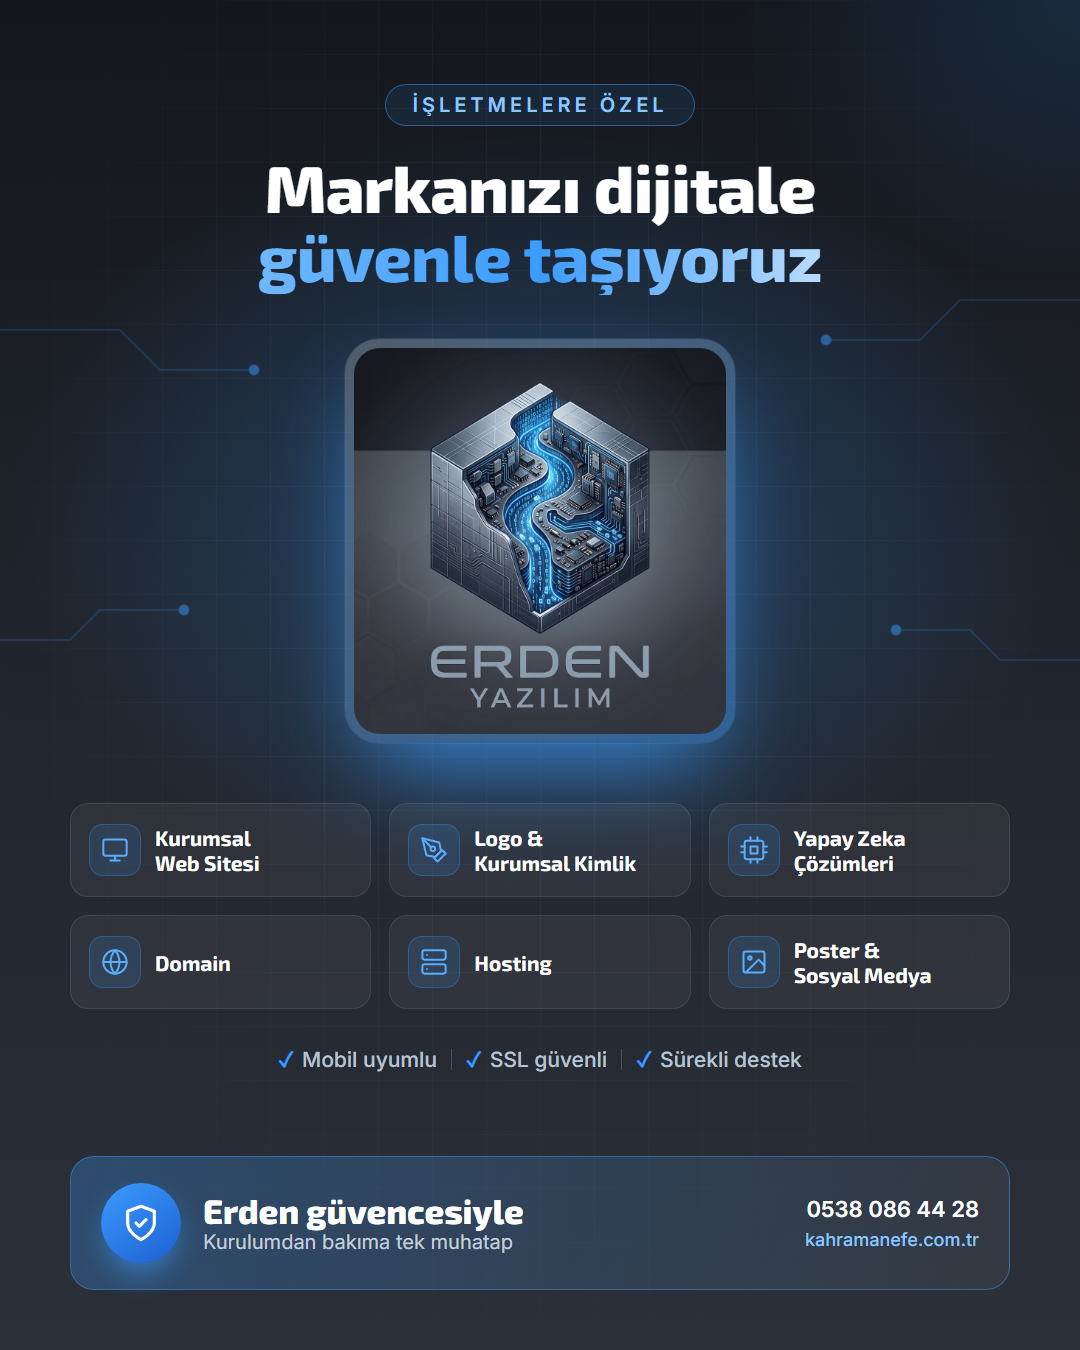 İŞLETMELERE ÖZEL
Markanızı dijitale
güvenle taşıyoruz
ERDEN
YAZILIM
Kurumsal
Web Sitesi
Logo &
Kurumsal Kimlik
Yapay Zeka
Çözümleri
Domain
Hosting
Poster &
Sosyal Medya
✓ Mobil uyumlu | ✓ SSL güvenli | ✓ Sürekli destek
Erden güvencesiyle
Kurulumdan bakıma tek muhatap
0538 086 44 28
kahramanefe.com.tr